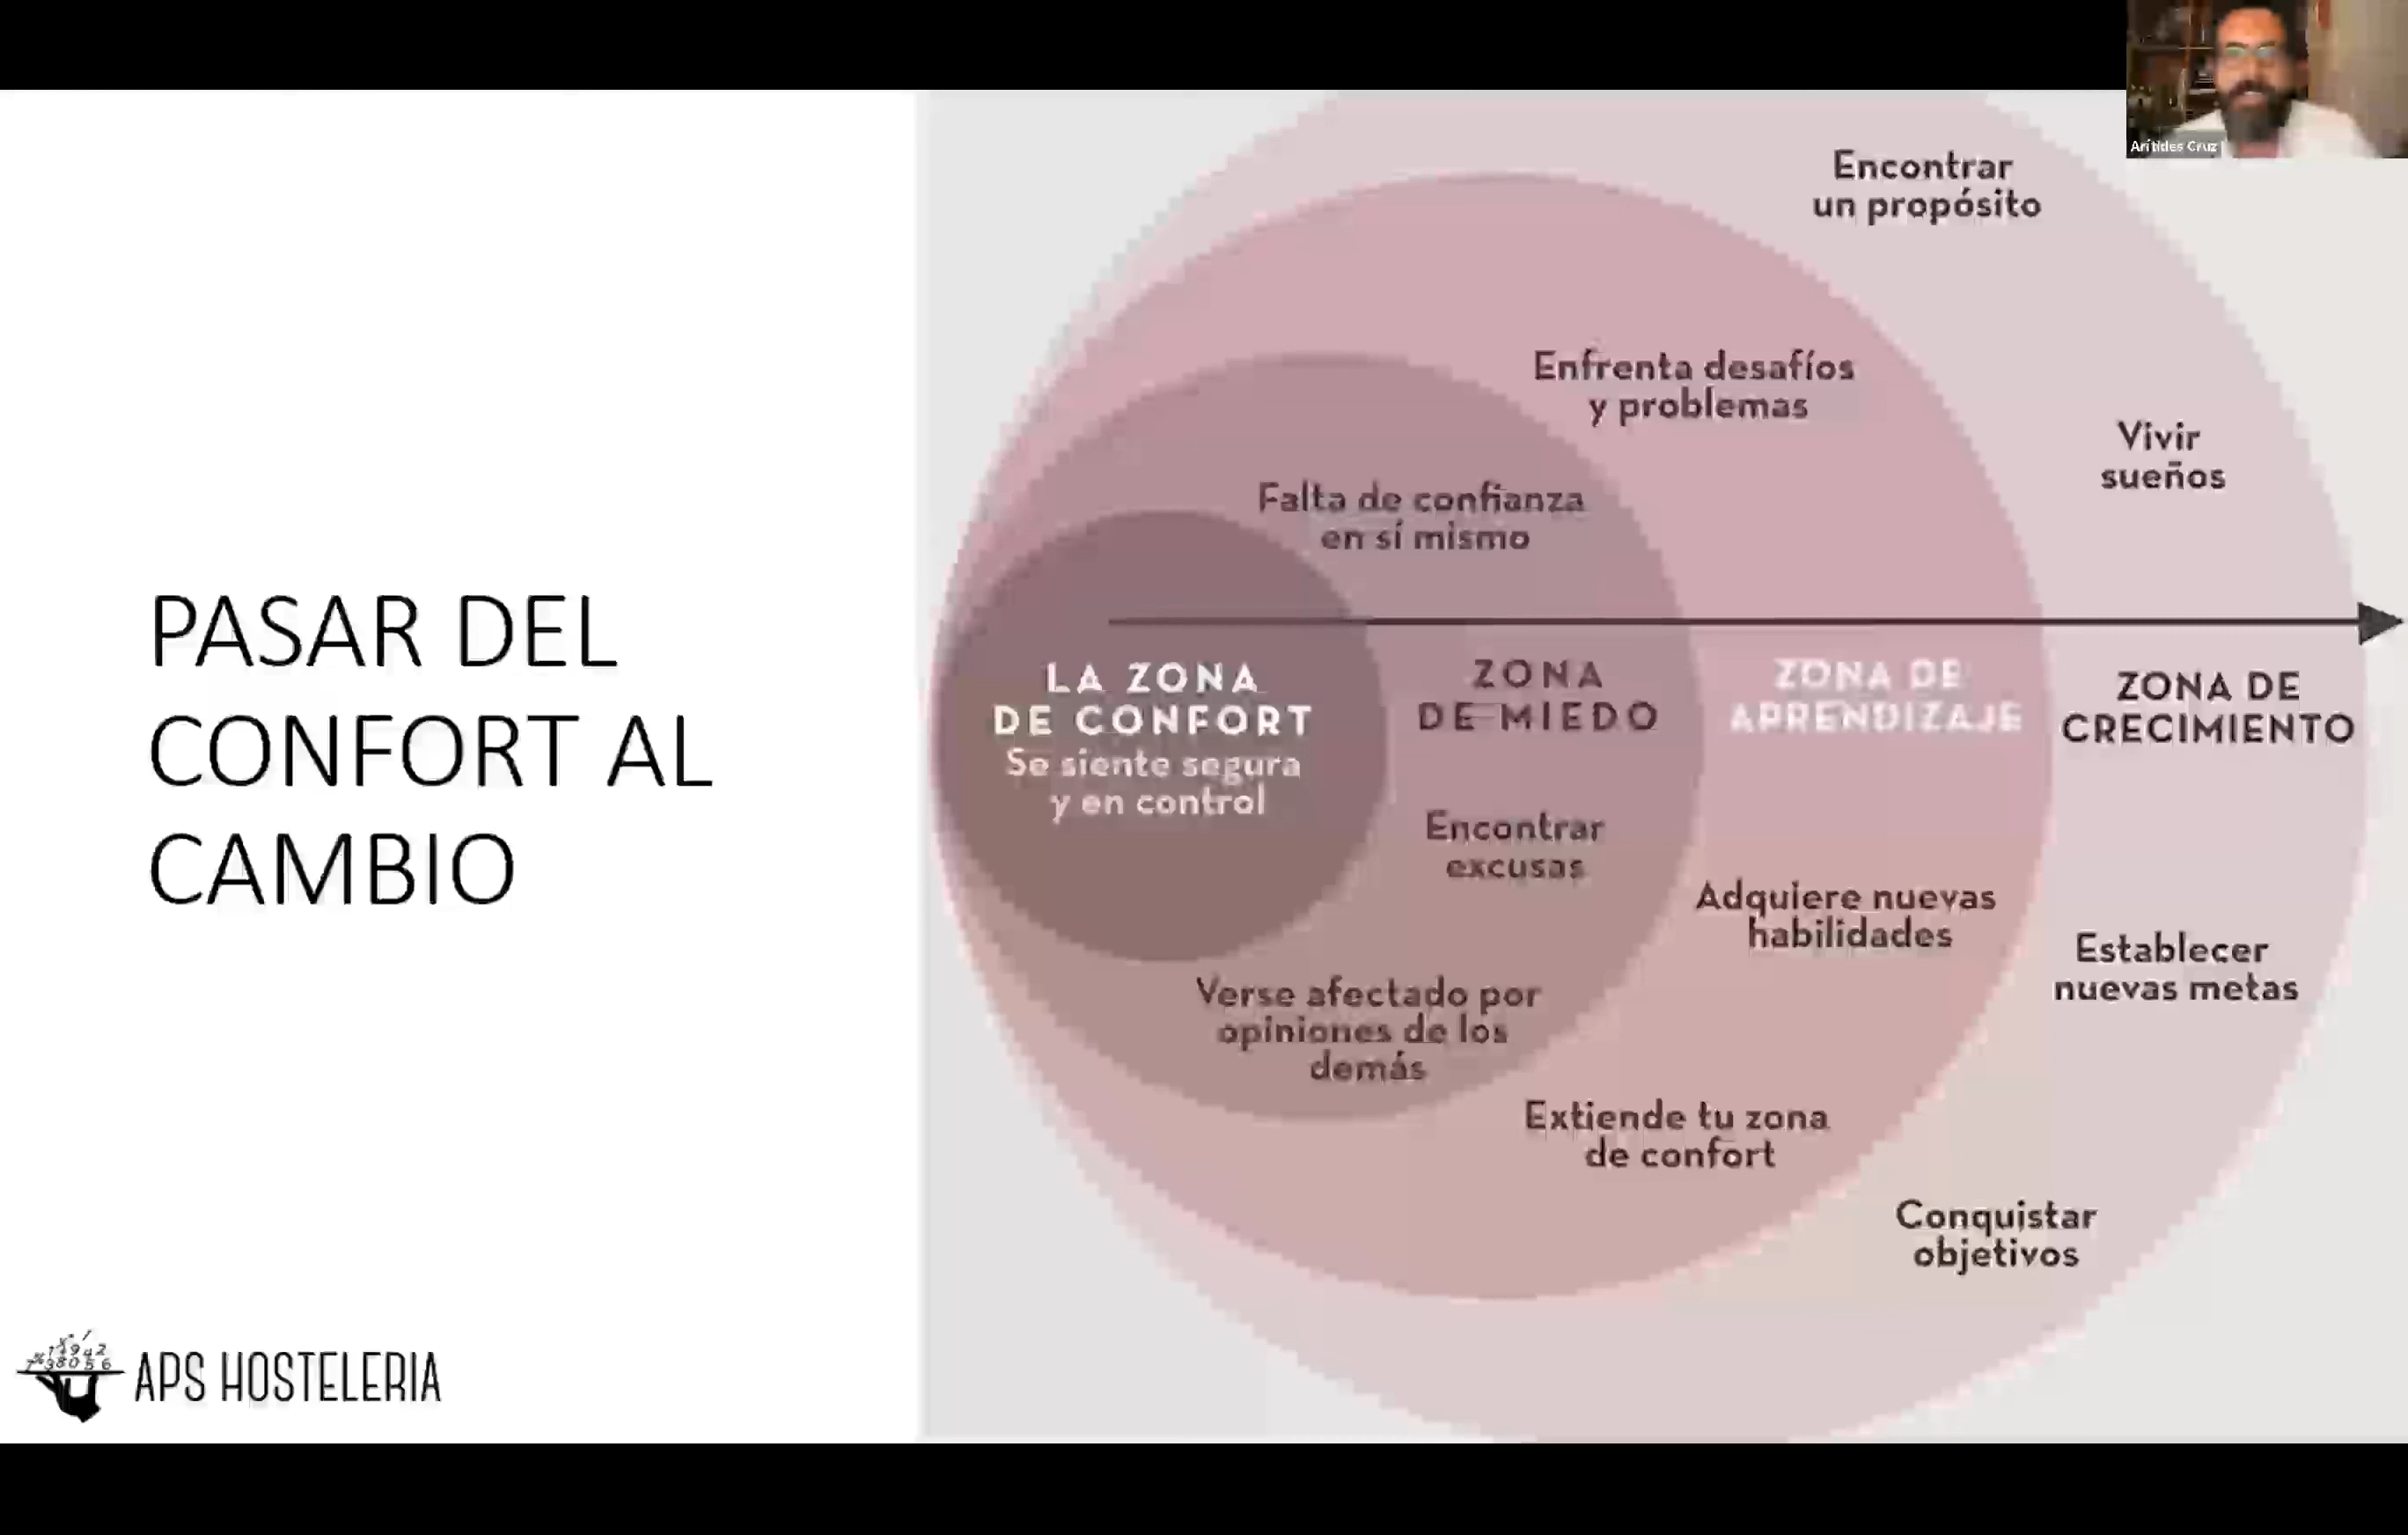 Arítides Cruz
PASAR DEL
CONFORT AL
CAMBIO
Encontrar
un propósito
Enfrenta desafíos
y problemas
Vivir
sueños
Falta de confianza
en sí mismo
LA ZONA
DE CONFORT
Se siente segura
y en control
ZONA
DE MIEDO
ZONA DE
APRENDIZAJE
ZONA DE
CRECIMIENTO
Encontrar
excusas
Adquiere nuevas
habilidades
Establecer
nuevas metas
Verse afectado por
opiniones de los
demás
Extiende tu zona
de confort
Conquistar
objetivos
APS HOSTELERIA